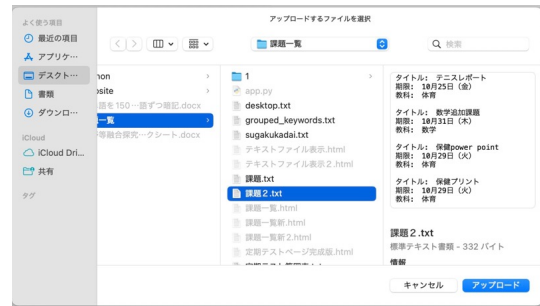 アップロードするファイルを選択
よく使う項目
最近の項目
アプリケ…
デスクト…
書類
ダウンロ…
iCloud
iCloud Dri…
共有
タグ
課題一覧
検索
non
osite
語を150…語ずつ暗記.docx
一覧
等融合探究…クシート.docx
1
app.py
desktop.txt
grouped_keywords.txt
sugakukadai.txt
テキストファイル表示.html
テキストファイル表示2.html
課題.txt
課題2.txt
課題一覧.html
課題一覧新.html
課題一覧新2.html
定期テストページ完成版.html
タイトル: テニスレポート
期限: 10月25日(金)
教科: 体育
タイトル: 数学追加課題
期限: 10月31日(木)
教科: 数学
タイトル: 保健power point
期限: 10月29日(火)
教科: 体育
タイトル: 保健プリント
期限: 10月29日(火)
教科: 体育
課題2.txt
標準テキスト書類 - 332 バイト
情報
キャンセル
アップロード